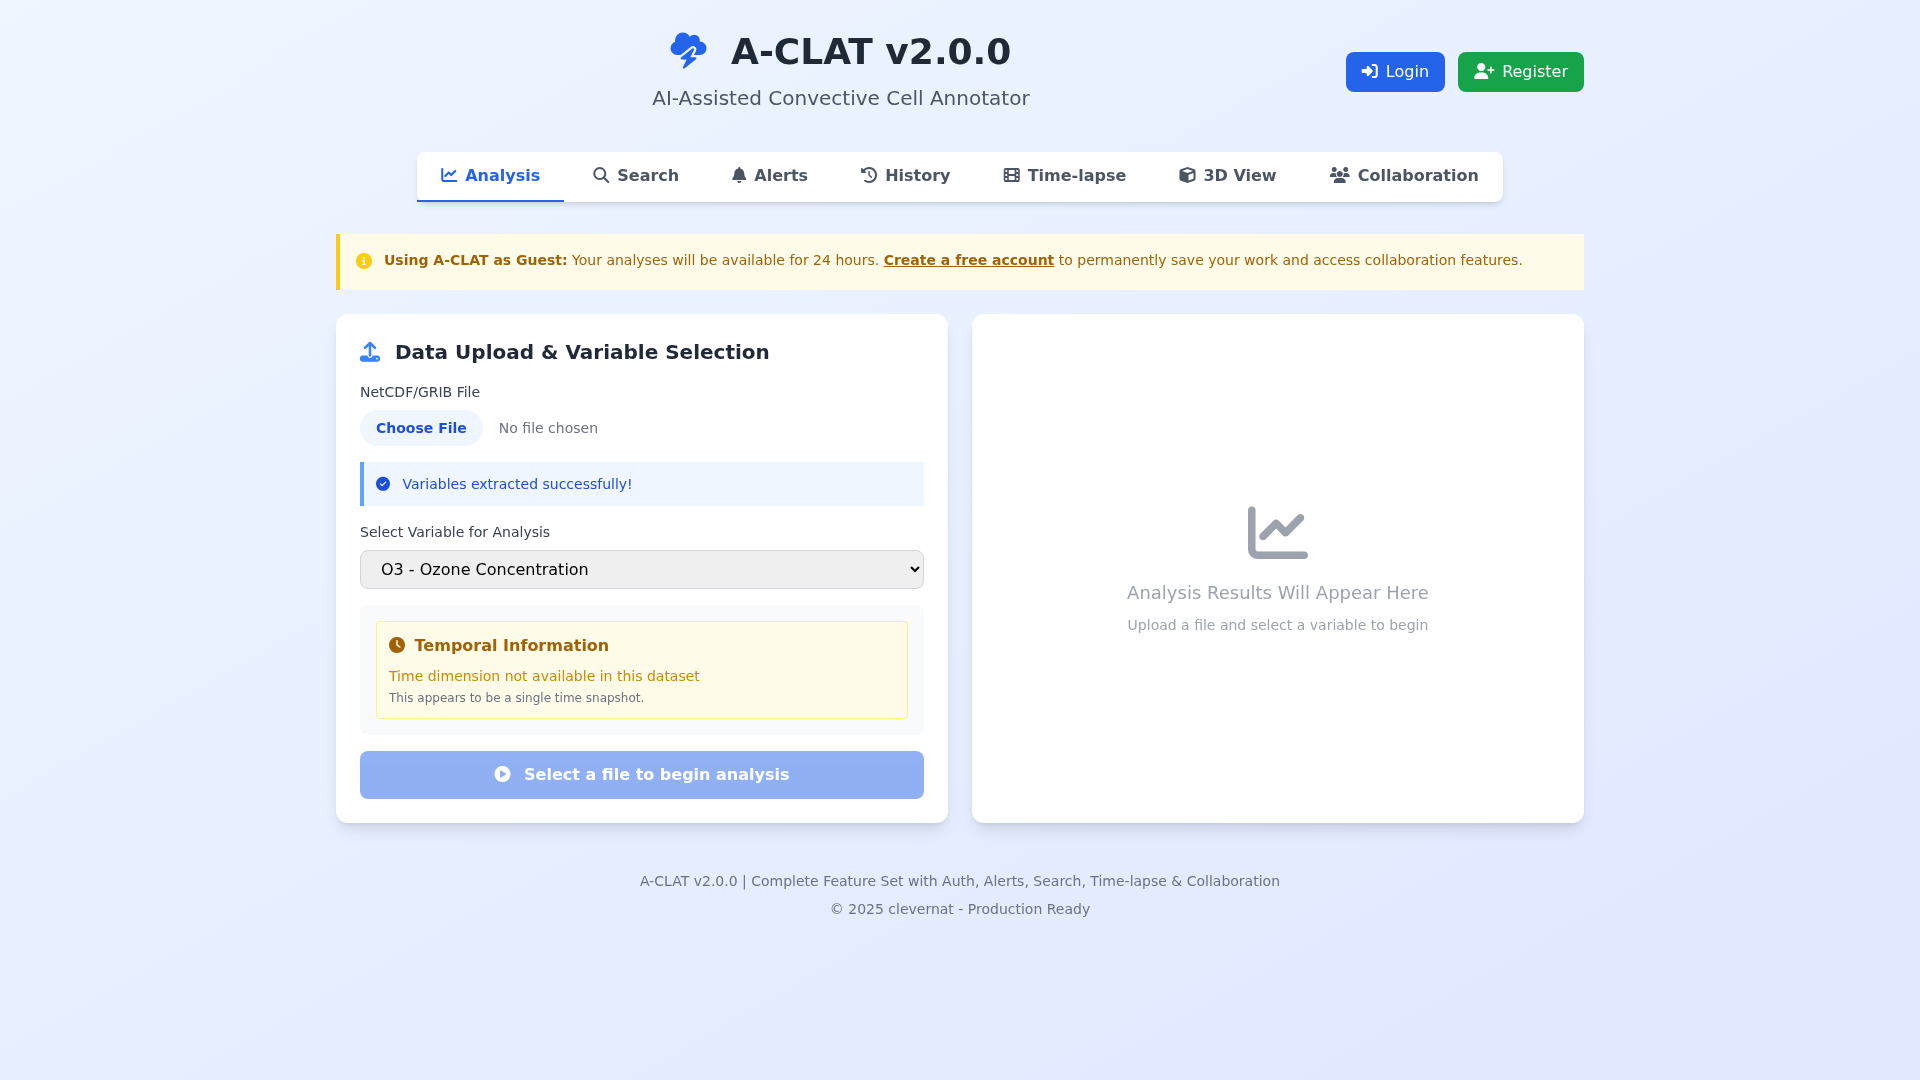 A-CLAT v2.0.0
AI-Assisted Convective Cell Annotator
Login
Register
Analysis
Search
Alerts
History
Time-lapse
3D View
Collaboration
Using A-CLAT as Guest: Your analyses will be available for 24 hours. Create a free account to permanently save your work and access collaboration features.
Data Upload & Variable Selection
NetCDF/GRIB File
Choose File No file chosen
Variables extracted successfully!
Select Variable for Analysis
O3 - Ozone Concentration
Temporal Information
Time dimension not available in this dataset
This appears to be a single time snapshot.
Select a file to begin analysis
Analysis Results Will Appear Here
Upload a file and select a variable to begin
A-CLAT v2.0.0 | Complete Feature Set with Auth, Alerts, Search, Time-lapse & Collaboration
© 2025 clevernat - Production Ready